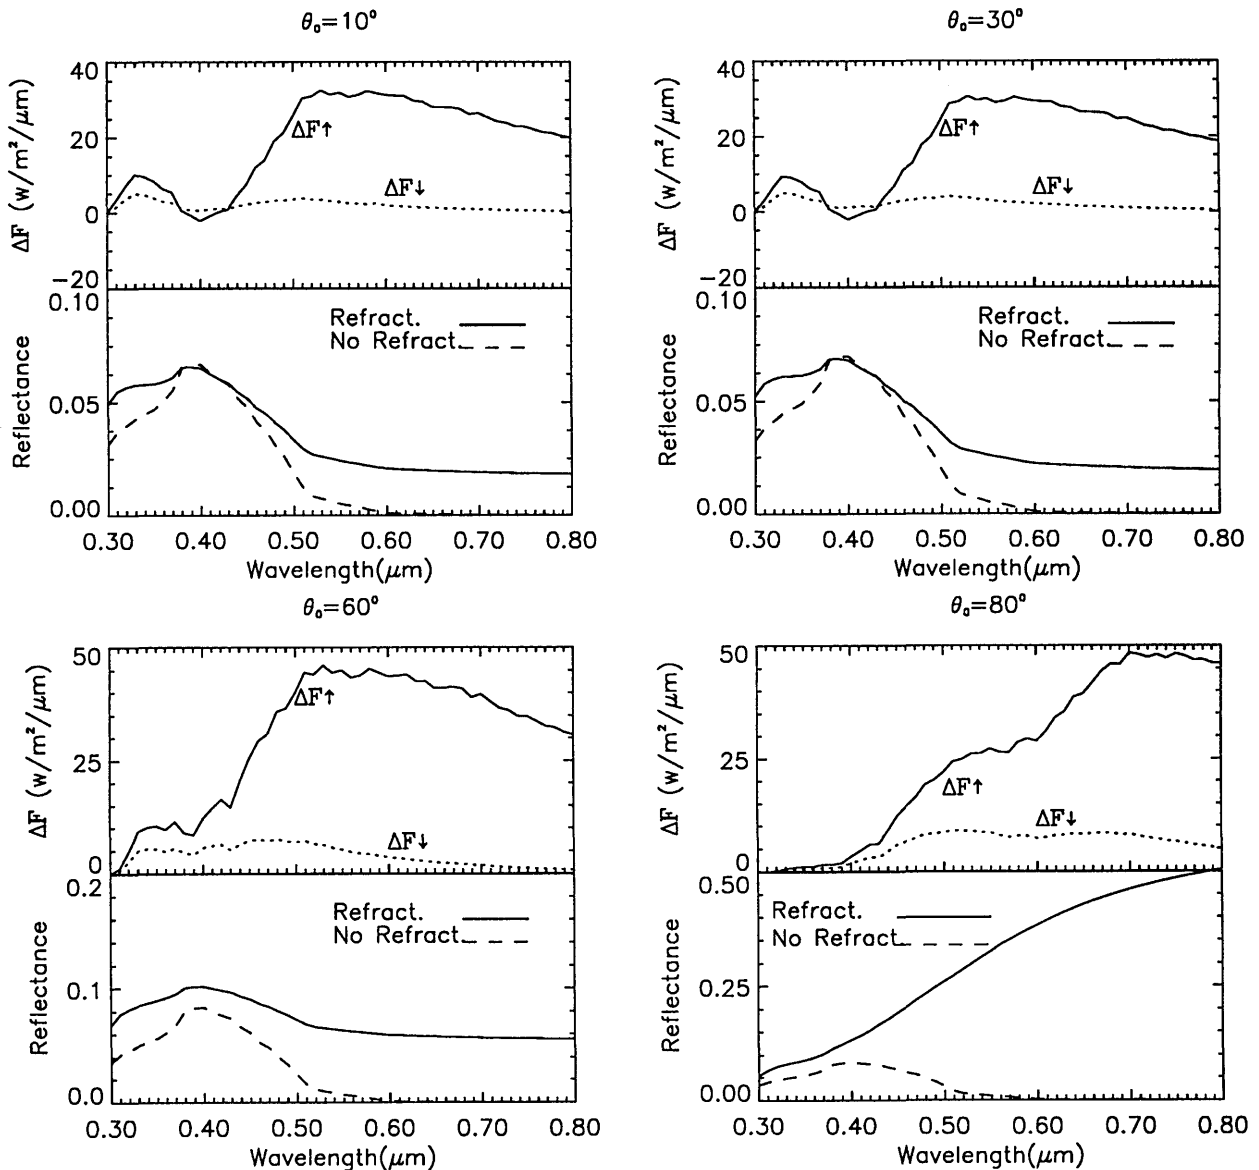 θ₀=10°
40
20
0
−20
ΔF (w/m²/μm)
ΔF↑
ΔF↓
0.10
0.05
0.00
Reflectance
Refract.
No Refract.
0.30 0.40 0.50 0.60 0.70 0.80
Wavelength(μm)
θ₀=30°
40
20
0
−20
ΔF (w/m²/μm)
ΔF↑
ΔF↓
0.10
0.05
0.00
Reflectance
Refract.
No Refract.
0.30 0.40 0.50 0.60 0.70 0.80
Wavelength(μm)
θ₀=60°
50
25
0
ΔF (w/m²/μm)
ΔF↑
ΔF↓
0.2
0.1
0.0
Reflectance
Refract.
No Refract.
0.30 0.40 0.50 0.60 0.70 0.80
Wavelength(μm)
θ₀=80°
50
25
0
ΔF (w/m²/μm)
ΔF↑
ΔF↓
0.50
0.25
0.00
Reflectance
Refract.
No Refract.
0.30 0.40 0.50 0.60 0.70 0.80
Wavelength(μm)